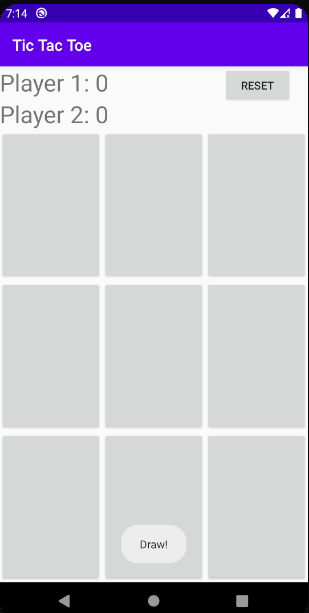 7:14
Tic Tac Toe
Player 1: 0
RESET
Player 2: 0
Draw!